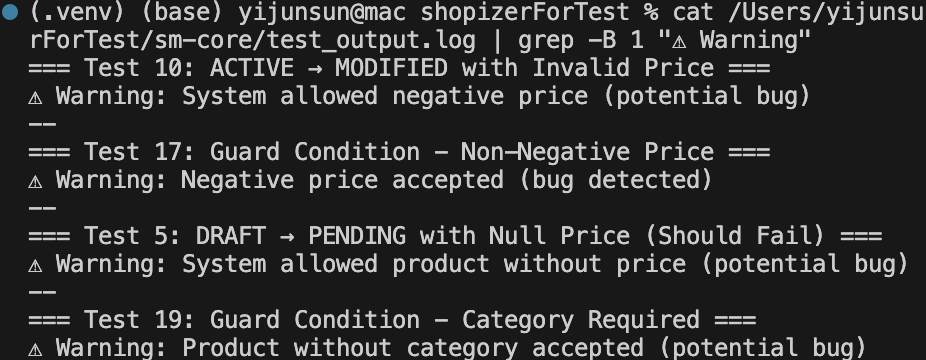 (.venv) (base) yijunsun@mac shopizerForTest % cat /Users/yijunsu
rForTest/sm-core/test_output.log | grep -B 1 "⚠ Warning"
=== Test 10: ACTIVE → MODIFIED with Invalid Price ===
⚠ Warning: System allowed negative price (potential bug)
--
=== Test 17: Guard Condition - Non-Negative Price ===
⚠ Warning: Negative price accepted (bug detected)
--
=== Test 5: DRAFT → PENDING with Null Price (Should Fail) ===
⚠ Warning: System allowed product without price (potential bug)
--
=== Test 19: Guard Condition - Category Required ===
⚠ Warning: Product without category accepted (potential bug)